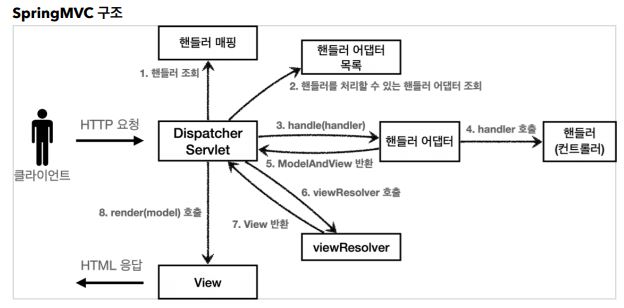 SpringMVC 구조
핸들러 매핑
핸들러 어댑터
목록
1. 핸들러 조회
2. 핸들러를 처리할 수 있는 핸들러 어댑터 조회
HTTP 요청
Dispatcher
Servlet
3. handle(handler)
핸들러 어댑터
4. handler 호출
핸들러
(컨트롤러)
5. ModelAndView 반환
클라이언트
6. viewResolver 호출
8. render(model) 호출
7. View 반환
viewResolver
HTML 응답
View